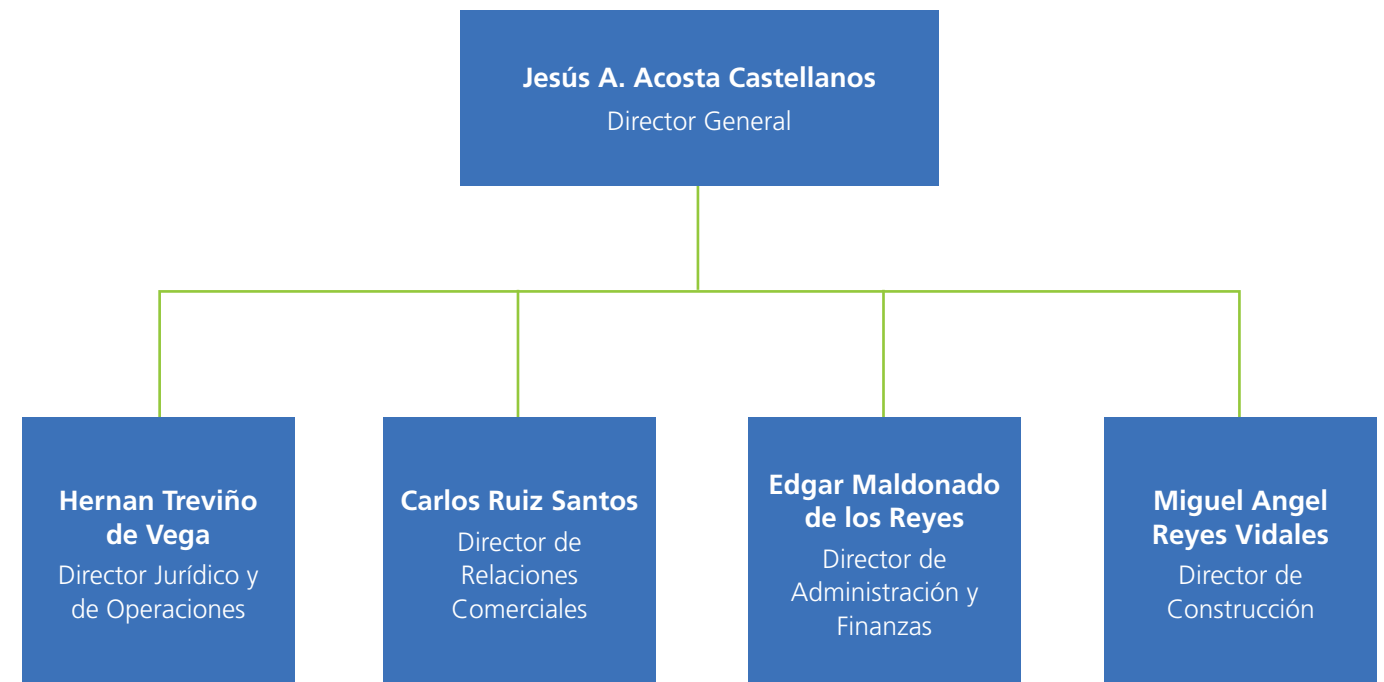 Jesús A. Acosta Castellanos
Director General
Hernan Treviño
de Vega
Director Jurídico y
de Operaciones
Carlos Ruiz Santos
Director de
Relaciones
Comerciales
Edgar Maldonado
de los Reyes
Director de
Administración y
Finanzas
Miguel Angel
Reyes Vidales
Director de
Construcción